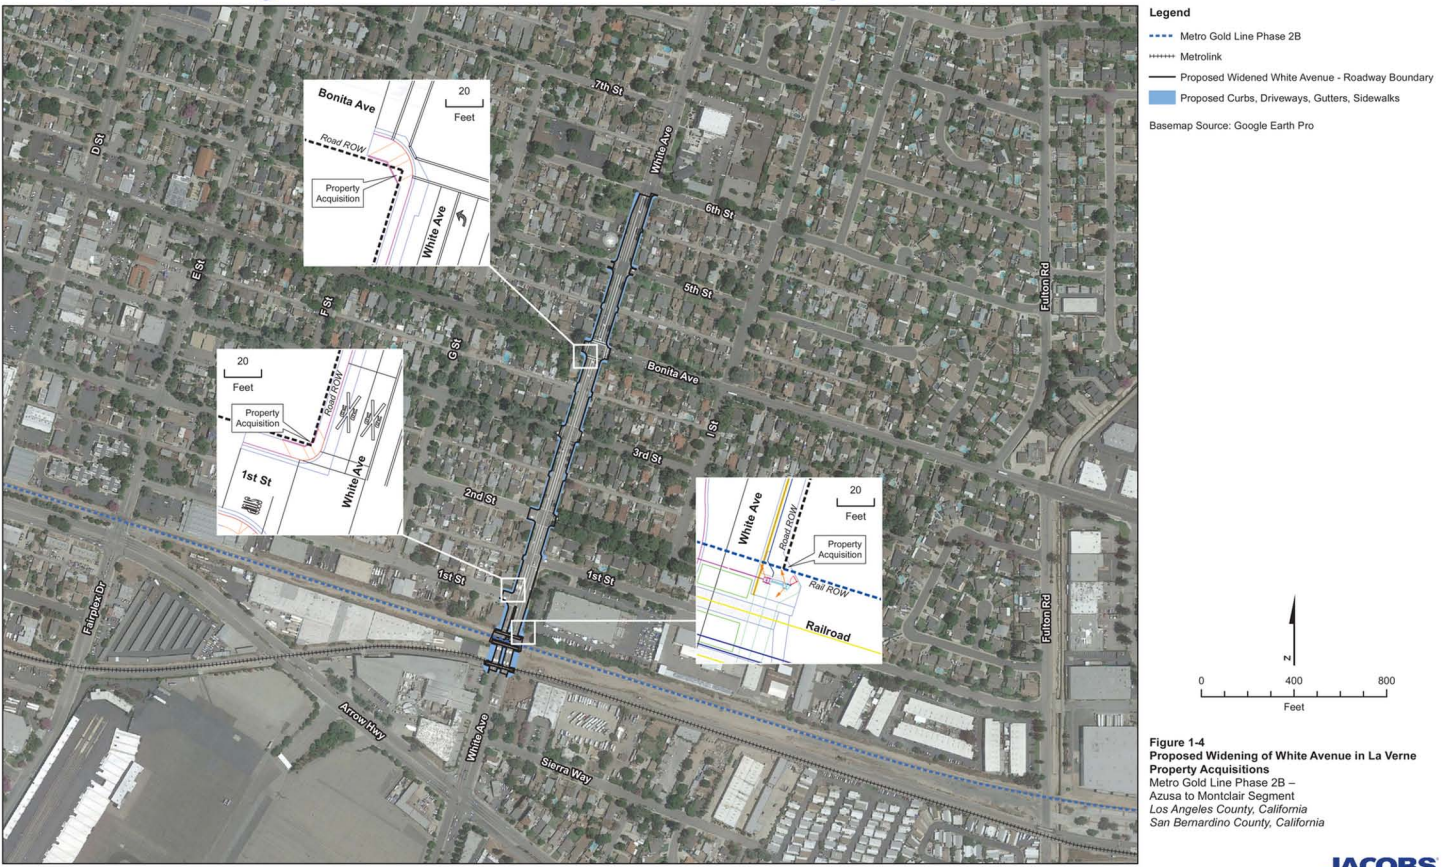 7th St
White Ave
D St
6th St
E St
F St
5th St
Fulton Rd
G St
Bonita Ave
I St
3rd St
2nd St
1st St
1st St
Fairplex Dr
Fulton Rd
Arrow Hwy
White Ave
Sierra Way
Bonita Ave
20
Feet
Road ROW
Property
Acquisition
White Ave
20
Feet
Road ROW
Property
Acquisition
1st St
White Ave
20
Feet
White Ave
Road ROW
Property
Acquisition
Rail ROW
Railroad
Legend
Metro Gold Line Phase 2B
Metrolink
Proposed Widened White Avenue - Roadway Boundary
Proposed Curbs, Driveways, Gutters, Sidewalks
Basemap Source: Google Earth Pro
N
0 400 800
Feet
Figure 1-4
Proposed Widening of White Avenue in La Verne
Property Acquisitions
Metro Gold Line Phase 2B –
Azusa to Montclair Segment
Los Angeles County, California
San Bernardino County, California
JACOBS